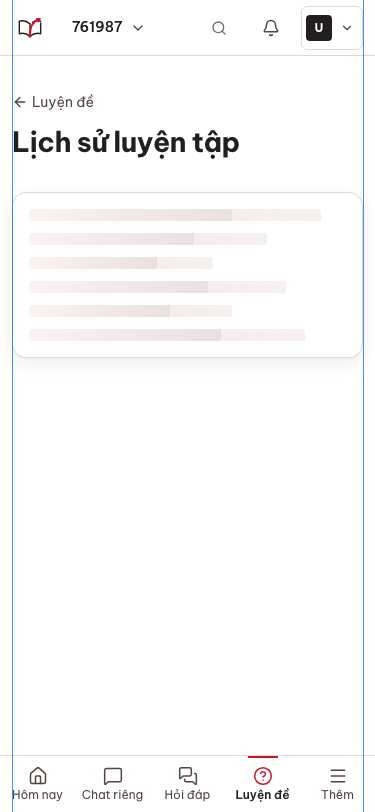 761987
U
Luyện đề
Lịch sử luyện tập
Hôm nay
Chat riêng
Hỏi đáp
Luyện đề
Thêm